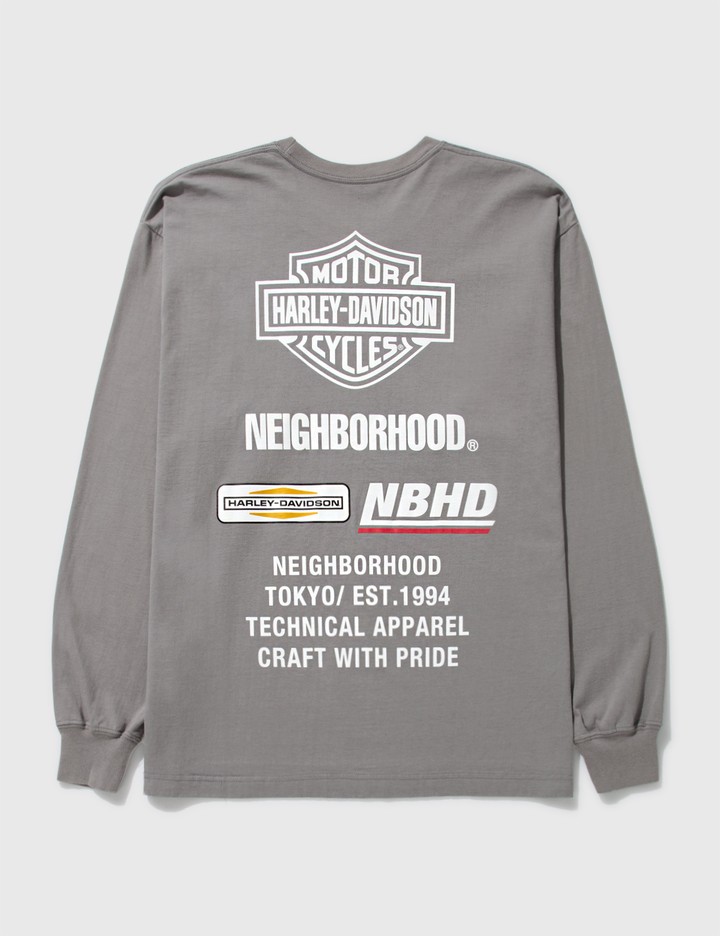 MOTOR
HARLEY-DAVIDSON
CYCLES®
NEIGHBORHOOD®
HARLEY-DAVIDSON NBHD
NEIGHBORHOOD
TOKYO/ EST.1994
TECHNICAL APPAREL
CRAFT WITH PRIDE